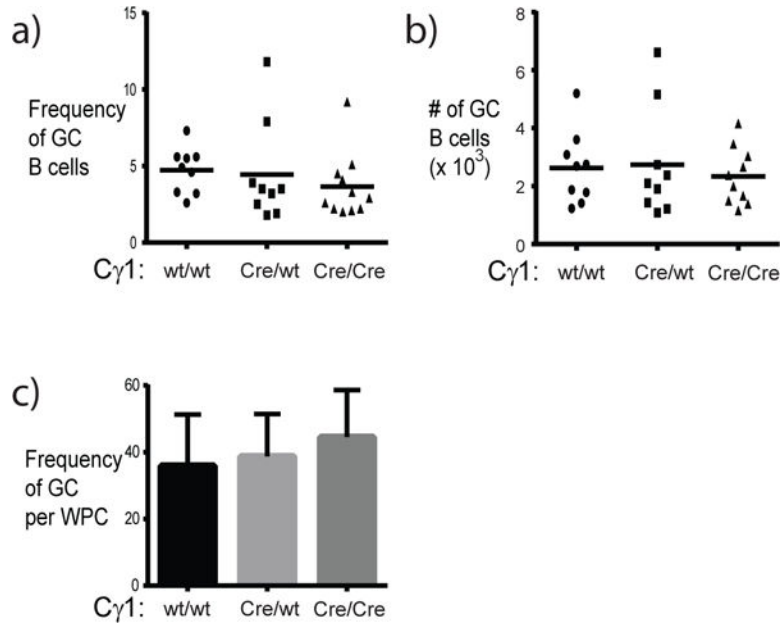 a)
15
10
5
0
Frequency
of GC
B cells
Cγ1: wt/wt Cre/wt Cre/Cre
b)
8
6
4
2
0
# of GC
B cells
(x 10³)
Cγ1: wt/wt Cre/wt Cre/Cre
c)
60
40
20
0
Frequency
of GC
per WPC
Cγ1: wt/wt Cre/wt Cre/Cre